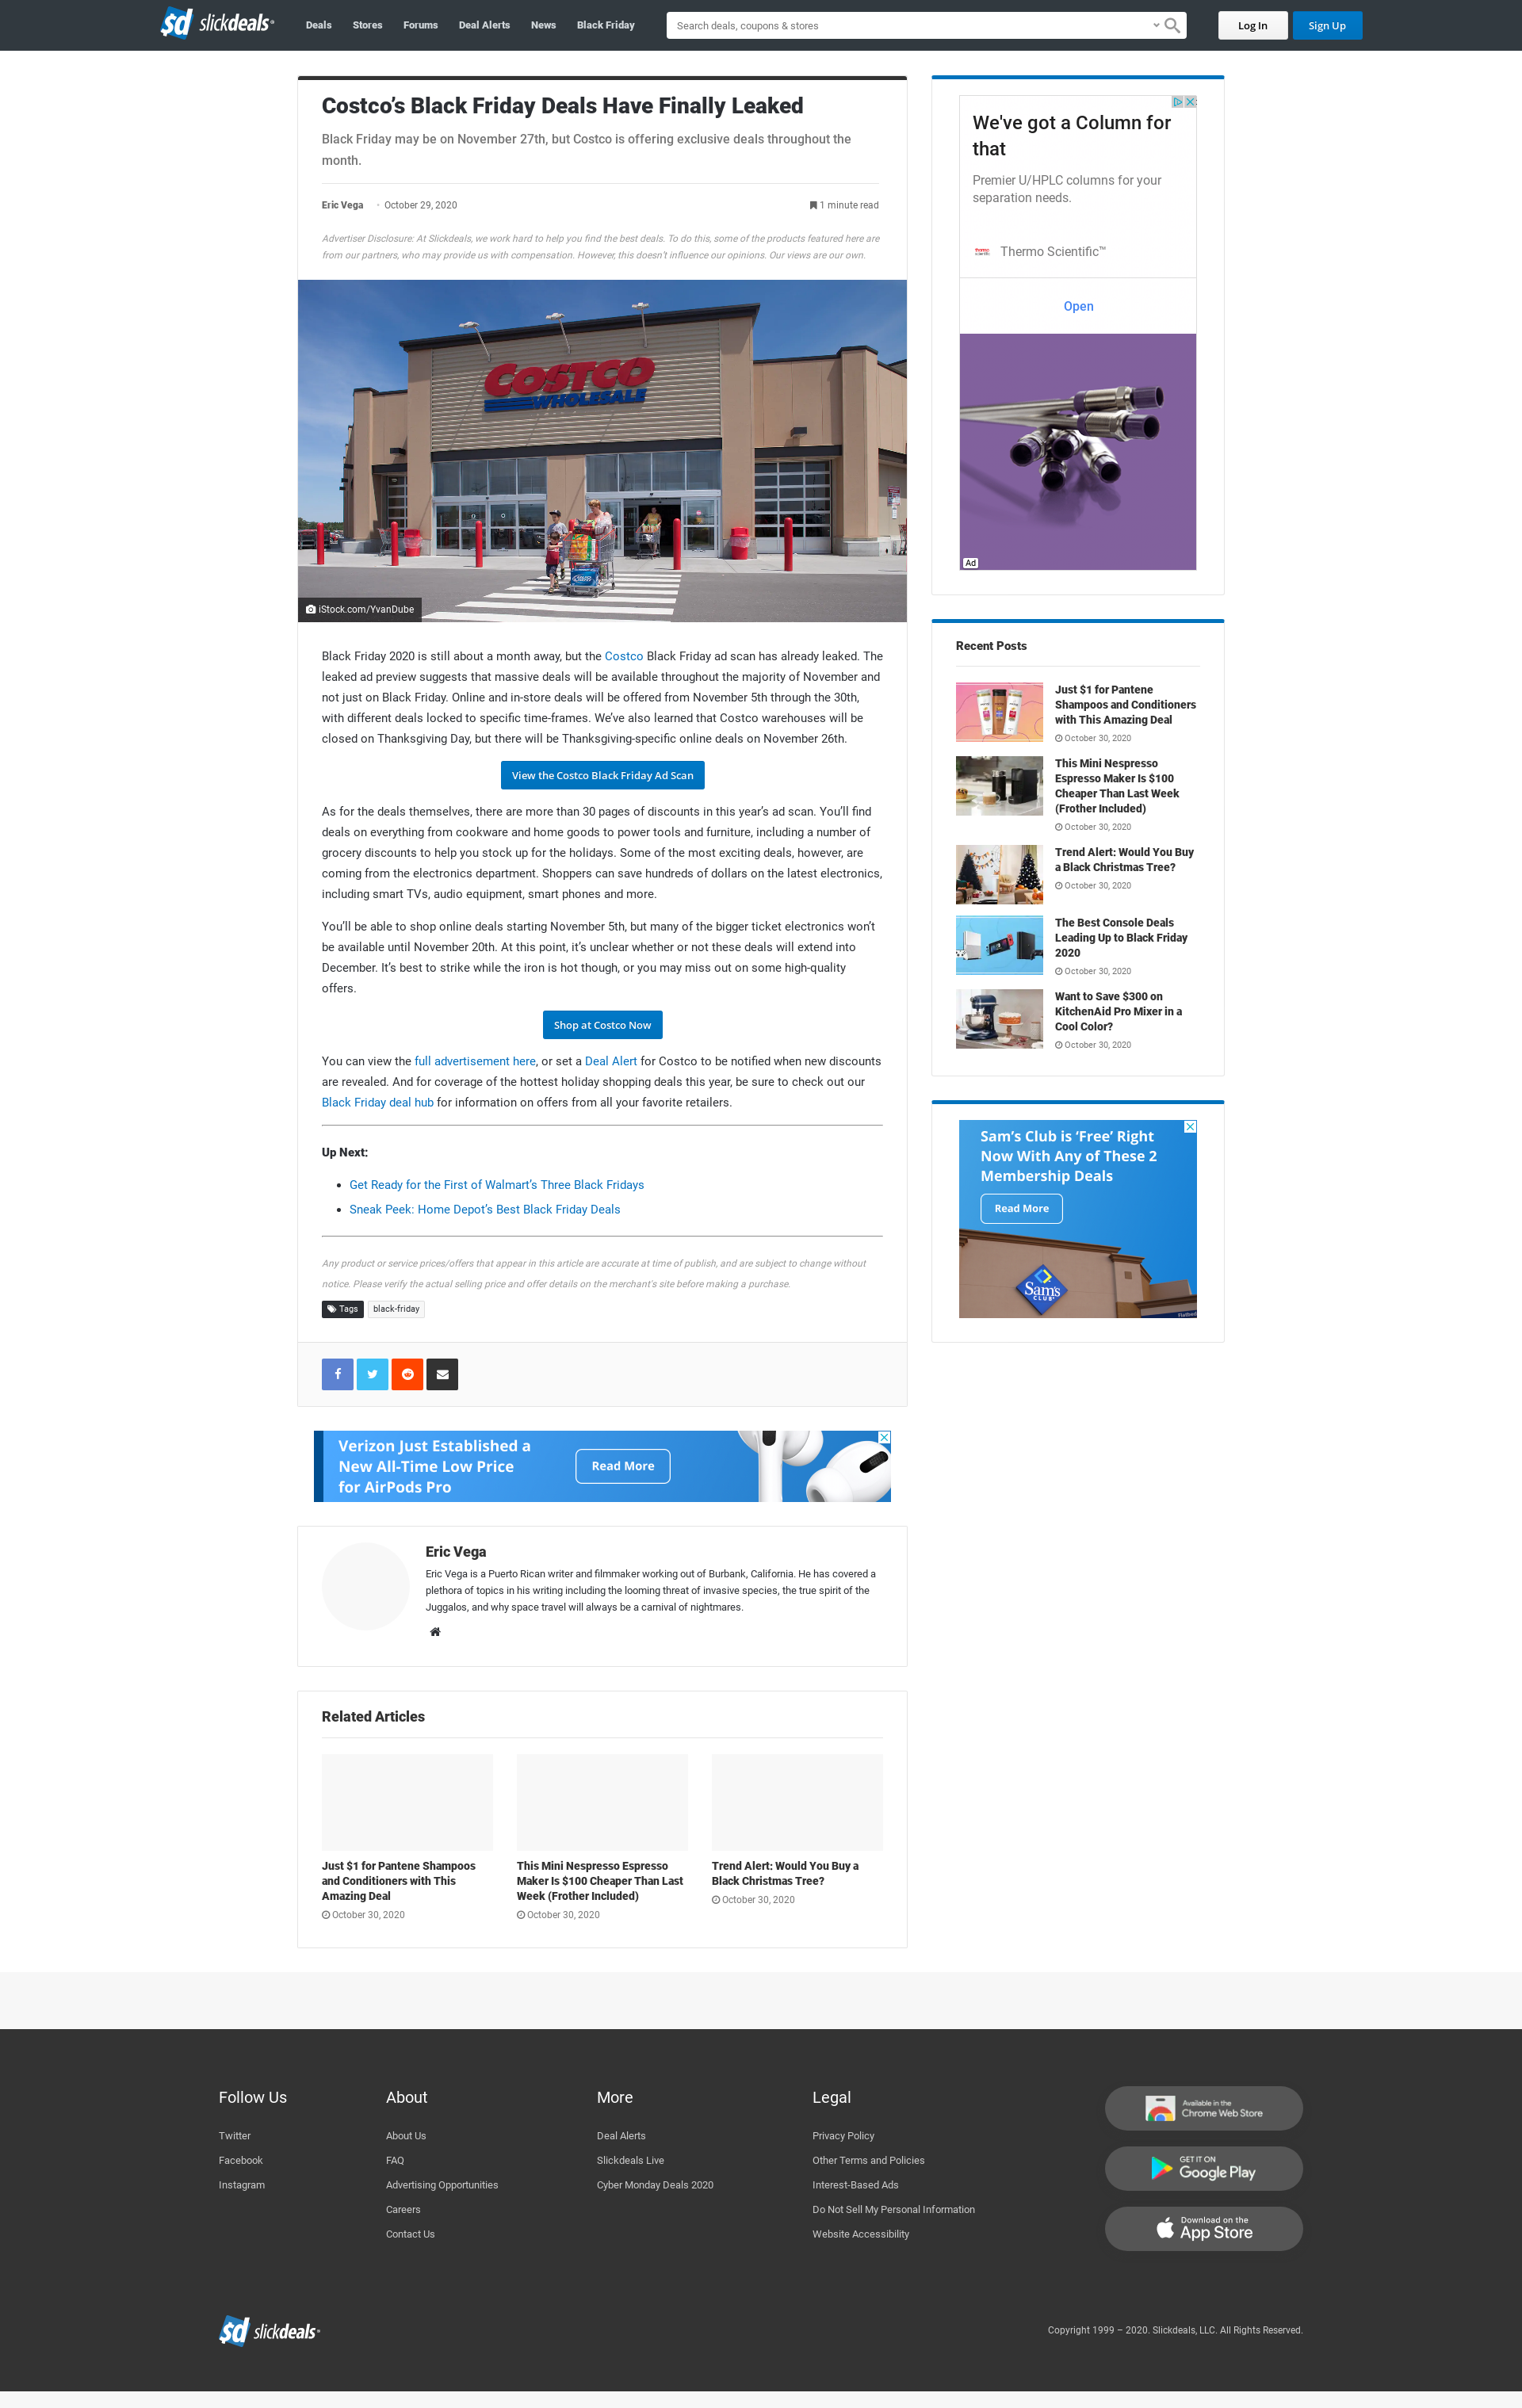 sd slickdeals
Deals Stores Forums Deal Alerts News Black Friday
Search deals, coupons & stores
Log In
Sign Up
Costco’s Black Friday Deals Have Finally Leaked
Black Friday may be on November 27th, but Costco is offering exclusive deals throughout the
month.
Eric Vega • October 29, 2020
1 minute read
Advertiser Disclosure: At Slickdeals, we work hard to help you find the best deals. To do this, some of the products featured here are
from our partners, who may provide us with compensation. However, this doesn’t influence our opinions. Our views are our own.
COSTCO
WHOLESALE
iStock.com/YvanDube
Black Friday 2020 is still about a month away, but the Costco Black Friday ad scan has already leaked. The
leaked ad preview suggests that massive deals will be available throughout the majority of November and
not just on Black Friday. Online and in-store deals will be offered from November 5th through the 30th,
with different deals locked to specific time-frames. We’ve also learned that Costco warehouses will be
closed on Thanksgiving Day, but there will be Thanksgiving-specific online deals on November 26th.
View the Costco Black Friday Ad Scan
As for the deals themselves, there are more than 30 pages of discounts in this year’s ad scan. You’ll find
deals on everything from cookware and home goods to power tools and furniture, including a number of
grocery discounts to help you stock up for the holidays. Some of the most exciting deals, however, are
coming from the electronics department. Shoppers can save hundreds of dollars on the latest electronics,
including smart TVs, audio equipment, smart phones and more.
You’ll be able to shop online deals starting November 5th, but many of the bigger ticket electronics won’t
be available until November 20th. At this point, it’s unclear whether or not these deals will extend into
December. It’s best to strike while the iron is hot though, or you may miss out on some high-quality
offers.
Shop at Costco Now
You can view the full advertisement here, or set a Deal Alert for Costco to be notified when new discounts
are revealed. And for coverage of the hottest holiday shopping deals this year, be sure to check out our
Black Friday deal hub for information on offers from all your favorite retailers.
Up Next:
• Get Ready for the First of Walmart’s Three Black Fridays
• Sneak Peek: Home Depot’s Best Black Friday Deals
Any product or service prices/offers that appear in this article are accurate at time of publish, and are subject to change without
notice. Please verify the actual selling price and offer details on the merchant's site before making a purchase.
Tags
black-friday
Verizon Just Established a
New All-Time Low Price
for AirPods Pro
Read More
Eric Vega
Eric Vega is a Puerto Rican writer and filmmaker working out of Burbank, California. He has covered a
plethora of topics in his writing including the looming threat of invasive species, the true spirit of the
Juggalos, and why space travel will always be a carnival of nightmares.
Related Articles
Just $1 for Pantene Shampoos
and Conditioners with This
Amazing Deal
October 30, 2020
This Mini Nespresso Espresso
Maker Is $100 Cheaper Than Last
Week (Frother Included)
October 30, 2020
Trend Alert: Would You Buy a
Black Christmas Tree?
October 30, 2020
We've got a Column for
that
Premier U/HPLC columns for your
separation needs.
Thermo Scientific™
Open
Ad
Recent Posts
Just $1 for Pantene
Shampoos and Conditioners
with This Amazing Deal
October 30, 2020
This Mini Nespresso
Espresso Maker Is $100
Cheaper Than Last Week
(Frother Included)
October 30, 2020
Trend Alert: Would You Buy
a Black Christmas Tree?
October 30, 2020
The Best Console Deals
Leading Up to Black Friday
2020
October 30, 2020
Want to Save $300 on
KitchenAid Pro Mixer in a
Cool Color?
October 30, 2020
Sam’s Club is ‘Free’ Right
Now With Any of These 2
Membership Deals
Read More
Sam's
CLUB
Follow Us
Twitter
Facebook
Instagram
About
About Us
FAQ
Advertising Opportunities
Careers
Contact Us
More
Deal Alerts
Slickdeals Live
Cyber Monday Deals 2020
Legal
Privacy Policy
Other Terms and Policies
Interest-Based Ads
Do Not Sell My Personal Information
Website Accessibility
Available in the
Chrome Web Store
GET IT ON
Google Play
Download on the
App Store
sd slickdeals
Copyright 1999 – 2020. Slickdeals, LLC. All Rights Reserved.